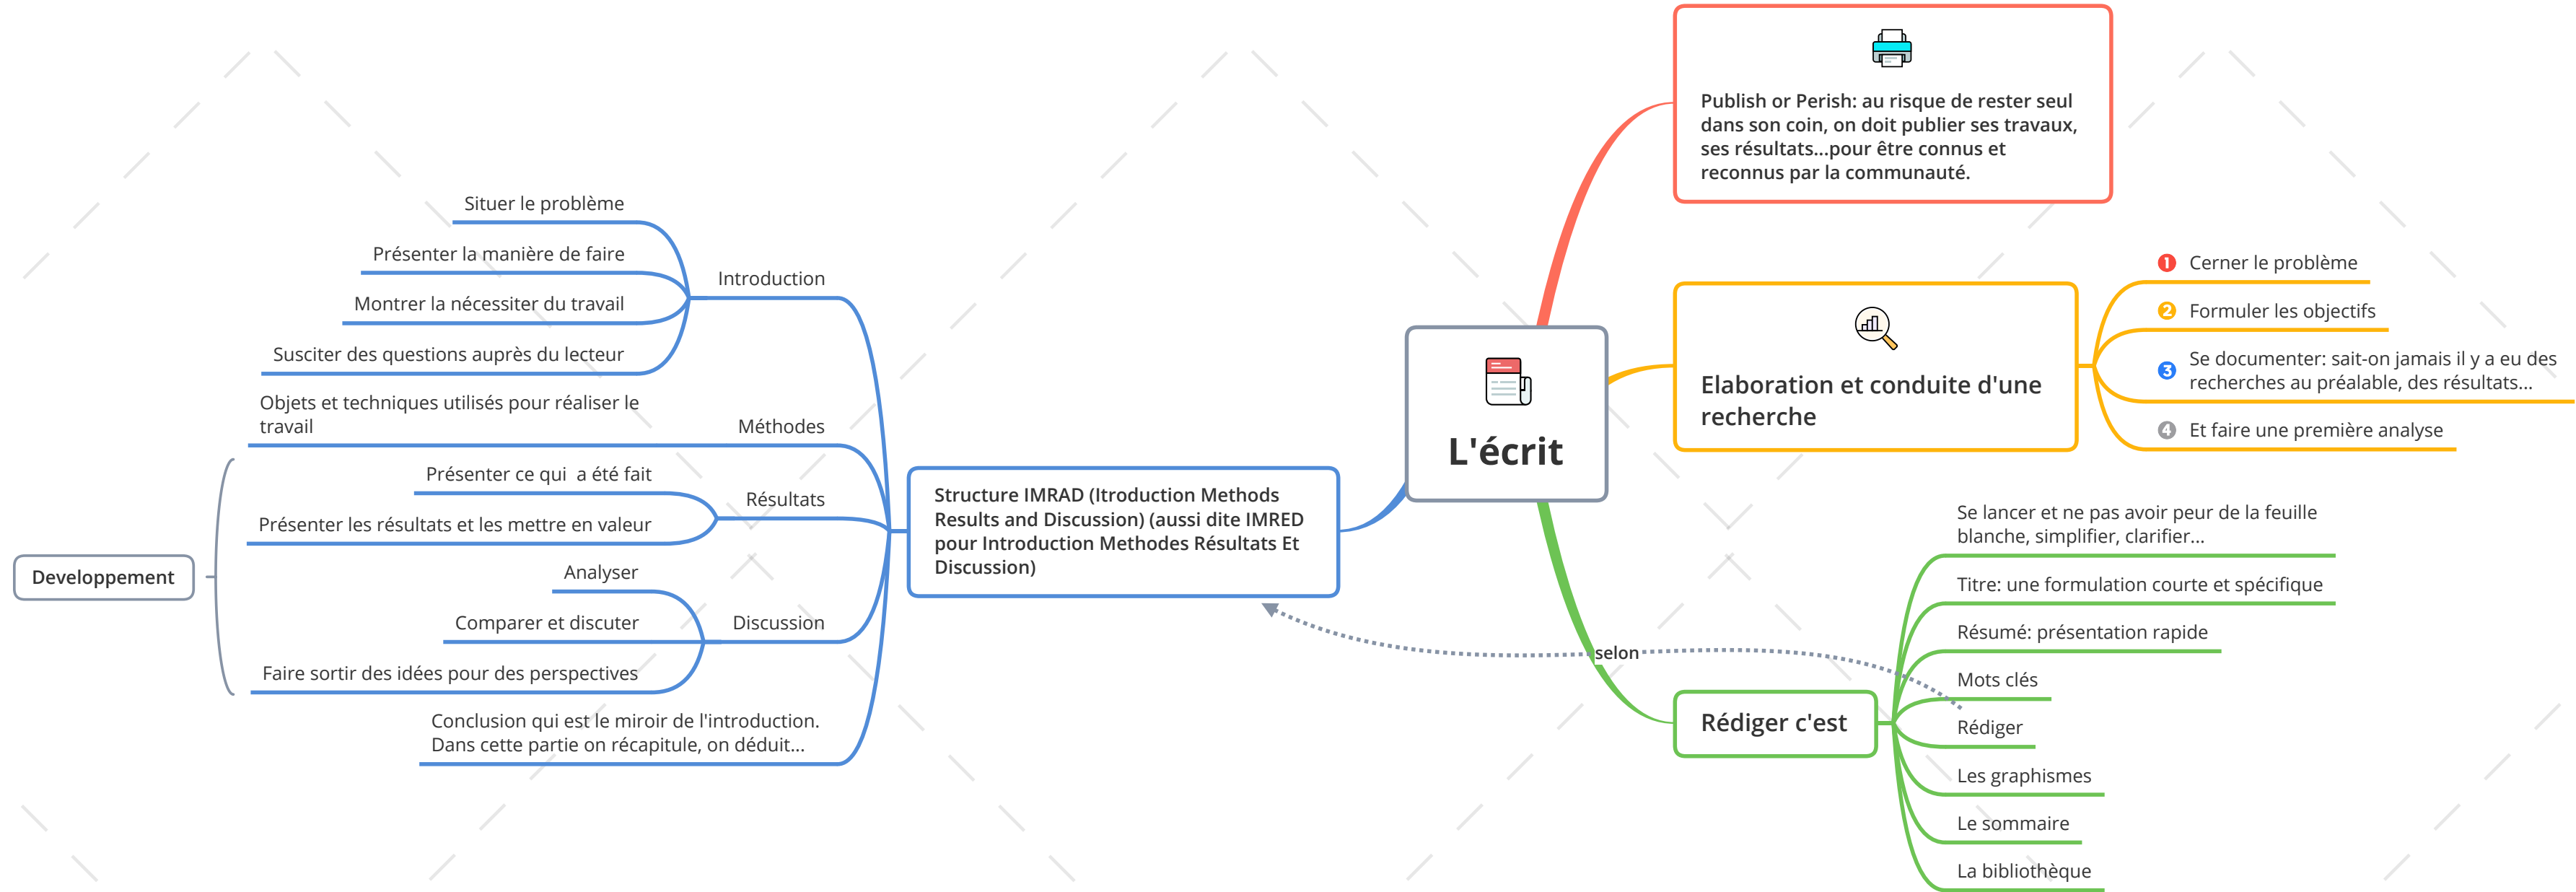 L'écrit
Publish or Perish: au risque de rester seul
dans son coin, on doit publier ses travaux,
ses résultats...pour être connus et
reconnus par la communauté.
Elaboration et conduite d'une
recherche
1 Cerner le problème
2 Formuler les objectifs
3 Se documenter: sait-on jamais il y a eu des
recherches au préalable, des résultats...
4 Et faire une première analyse
Rédiger c'est
Se lancer et ne pas avoir peur de la feuille
blanche, simplifier, clarifier...
Titre: une formulation courte et spécifique
Résumé: présentation rapide
Mots clés
Rédiger
Les graphismes
Le sommaire
La bibliothèque
selon
Structure IMRAD (Itroduction Methods
Results and Discussion) (aussi dite IMRED
pour Introduction Methodes Résultats Et
Discussion)
Introduction
Situer le problème
Présenter la manière de faire
Montrer la nécessiter du travail
Susciter des questions auprès du lecteur
Méthodes
Objets et techniques utilisés pour réaliser le
travail
Résultats
Présenter ce qui  a été fait
Présenter les résultats et les mettre en valeur
Discussion
Analyser
Comparer et discuter
Faire sortir des idées pour des perspectives
Conclusion qui est le miroir de l'introduction.
Dans cette partie on récapitule, on déduit...
Developpement